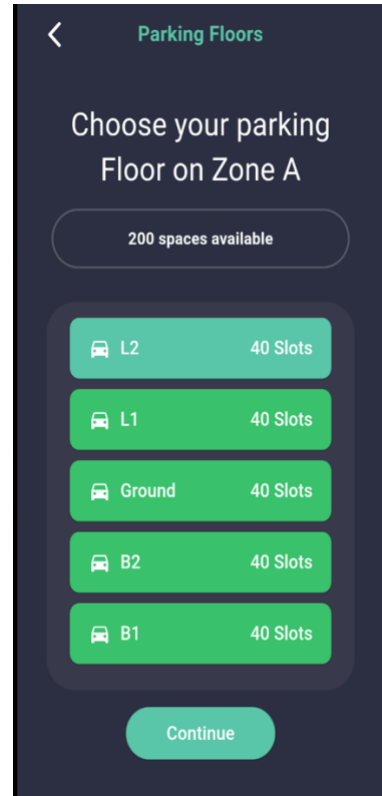 Parking Floors
Choose your parking
Floor on Zone A
200 spaces available
L2 40 Slots
L1 40 Slots
Ground 40 Slots
B2 40 Slots
B1 40 Slots
Continue